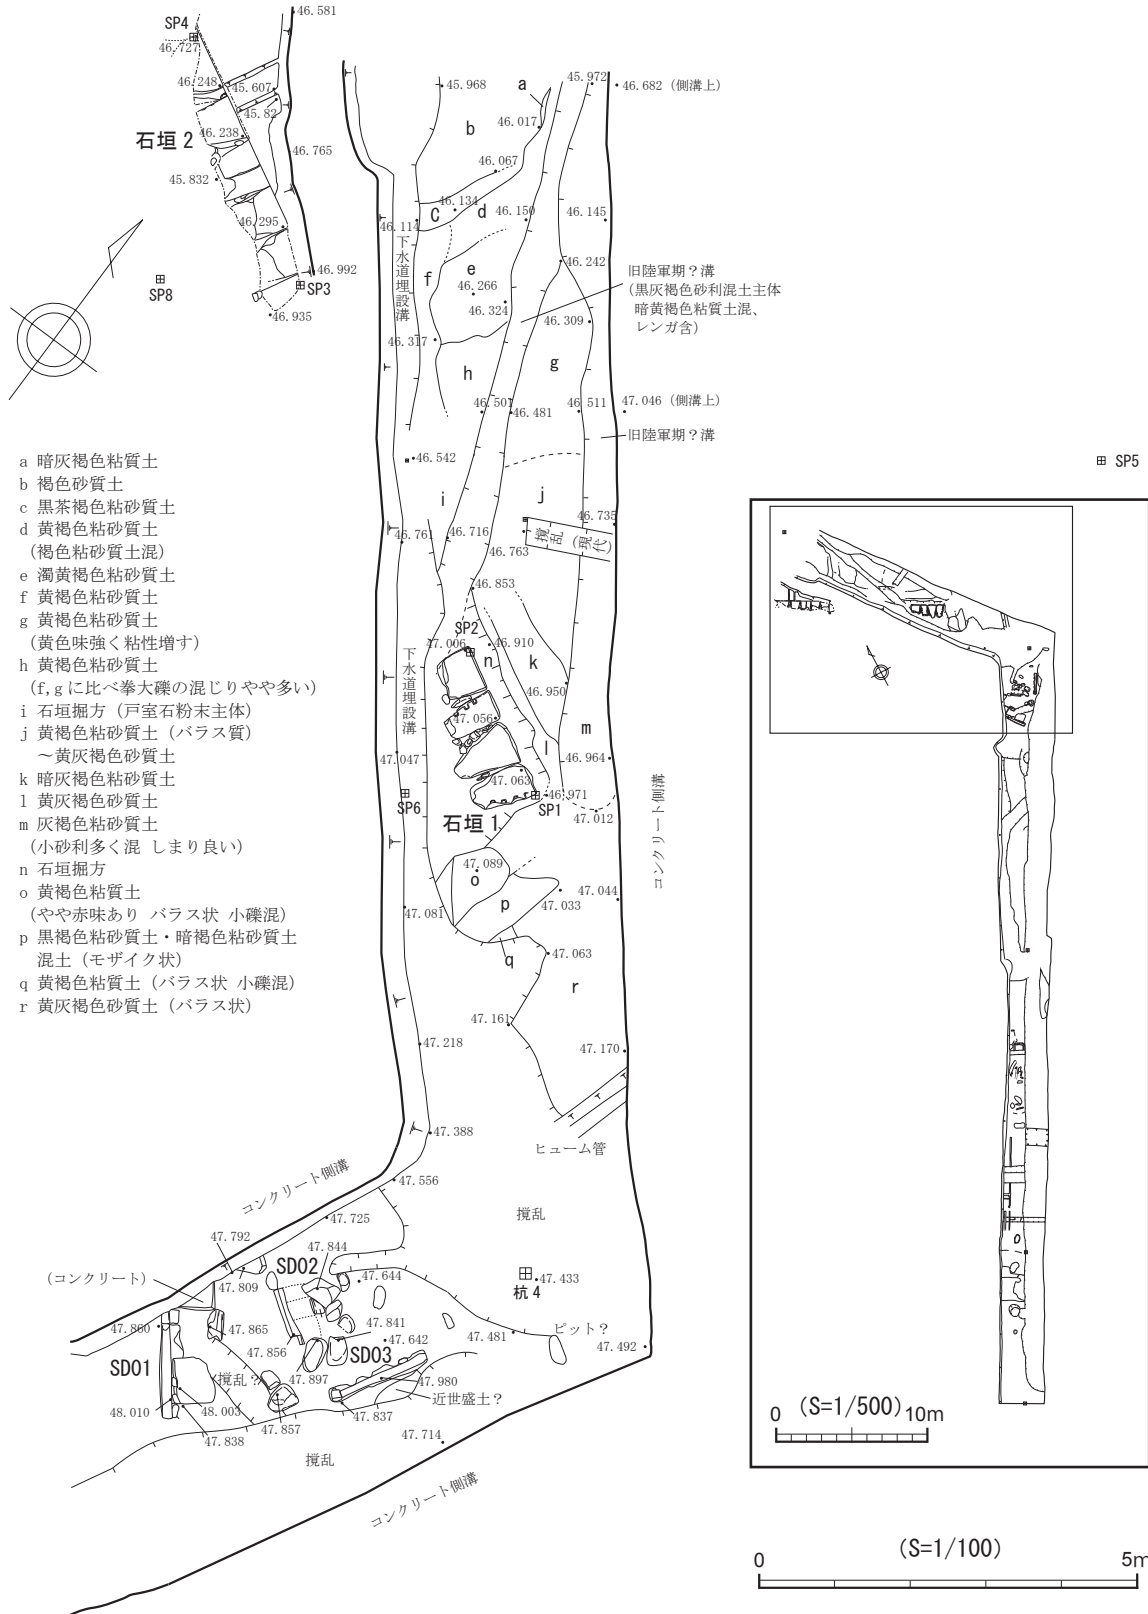 SP4
46.727
46.581
46.248
45.607
45.82
46.238
石垣 2
46.765
45.832
46.295
46.992
SP3
46.935
SP8
a
45.968
45.972
46.682 (側溝上)
46.017
b
46.067
46.134
C
d
46.150
46.145
46.114
下水道埋設溝
e
46.242
f
46.266
46.324
46.309
旧陸軍期？溝
(黒灰褐色砂利混土主体
暗黄褐色粘質土混、
レンガ含)
46.317
g
h
46.501
46.481
46.511
47.046 (側溝上)
旧陸軍期？溝
46.542
SP5
i
j
46.735
46.761
46.716
撹乱
(現代)
46.763
46.853
SP2
47.006
46.910
n
k
下水道埋設溝
46.950
47.056
m
l
47.047
46.964
47.063
SP6
46.971
SP1
47.012
石垣 1
コンクリート側溝
47.089
o
47.044
p
47.033
47.081
q
47.063
r
47.161
47.218
47.170
47.388
ヒューム管
47.556
コンクリート側溝
47.725
撹乱
47.792
47.844
SD02
47.644
(コンクリート)
47.809
47.433
杭 4
47.860
47.865
47.841
47.856
47.642
47.481
ピット？
47.492
SD01
SD03
撹乱？
47.897
47.980
近世盛土？
48.010
48.003
47.857
47.837
47.838
47.714
撹乱
コンクリート側溝
a 暗灰褐色粘質土
b 褐色砂質土
c 黒茶褐色粘砂質土
d 黄褐色粘砂質土
(褐色粘砂質土混)
e 濁黄褐色粘砂質土
f 黄褐色粘砂質土
g 黄褐色粘砂質土
(黄色味強く粘性増す)
h 黄褐色粘砂質土
(f,g に比べ拳大礫の混じりやや多い)
i 石垣掘方 (戸室石粉末主体)
j 黄褐色粘砂質土 (バラス質)
～黄灰褐色砂質土
k 暗灰褐色粘砂質土
l 黄灰褐色砂質土
m 灰褐色粘砂質土
(小砂利多く混 しまり良い)
n 石垣掘方
o 黄褐色粘質土
(やや赤味あり バラス状 小礫混)
p 黒褐色粘砂質土・暗褐色粘砂質土
混土 (モザイク状)
q 黄褐色粘質土 (バラス状 小礫混)
r 黄灰褐色砂質土 (バラス状)
0 (S=1/500) 10m
(S=1/100)
0 5m